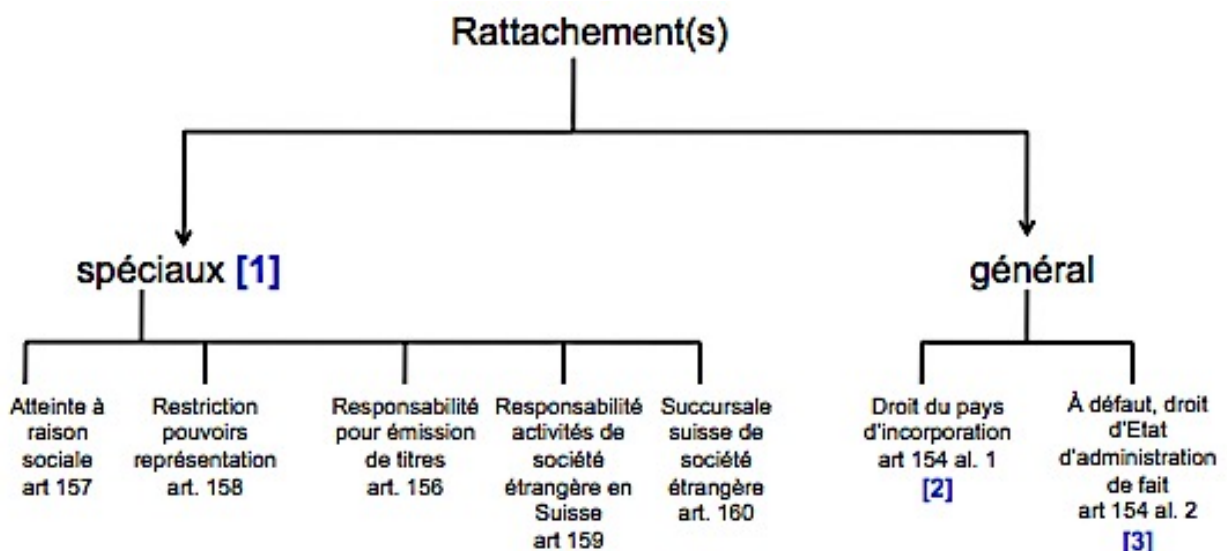 Rattachement(s)
spéciaux [1]
général
Atteinte à
raison
sociale
art 157
Restriction
pouvoirs
représentation
art. 158
Responsabilité
pour émission
de titres
art. 156
Responsabilité
activités de
société
étrangère en
Suisse
art 159
Succursale
suisse de
société
étrangère
art. 160
Droit du pays
d'incorporation
art 154 al. 1
[2]
À défaut, droit
d'Etat
d'administration
de fait
art 154 al. 2
[3]